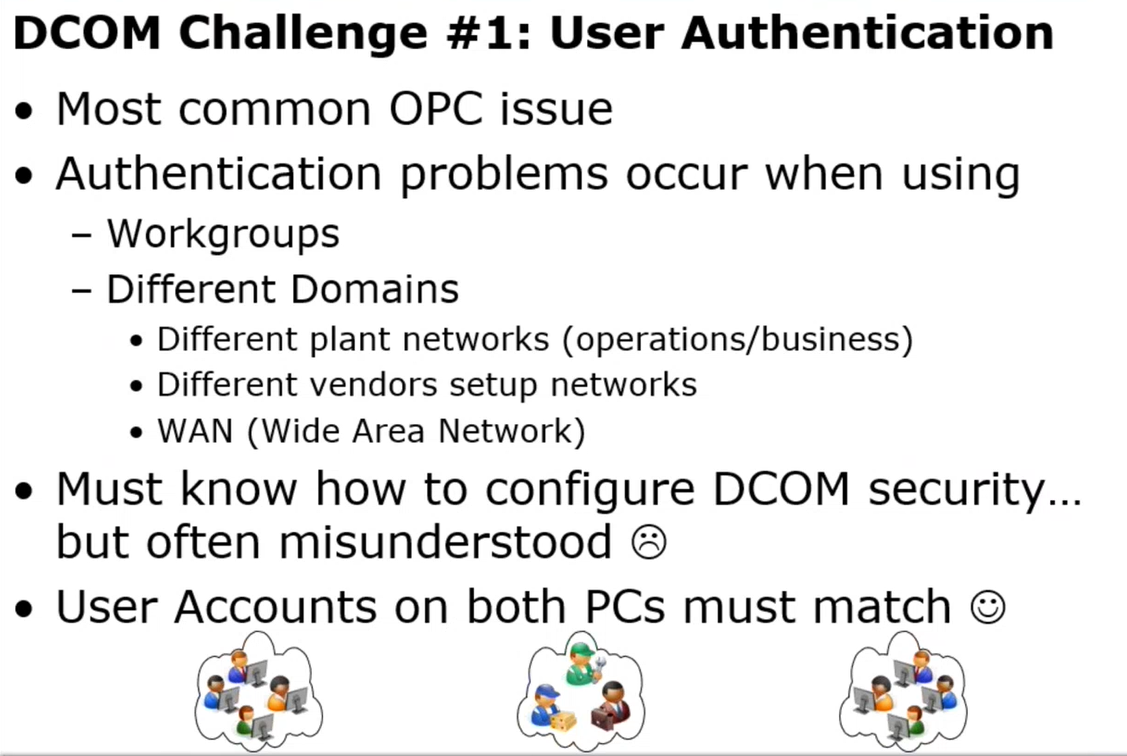 DCOM Challenge #1: User Authentication
• Most common OPC issue
• Authentication problems occur when using
– Workgroups
– Different Domains
• Different plant networks (operations/business)
• Different vendors setup networks
• WAN (Wide Area Network)
• Must know how to configure DCOM security...
but often misunderstood ☹
• User Accounts on both PCs must match ☺